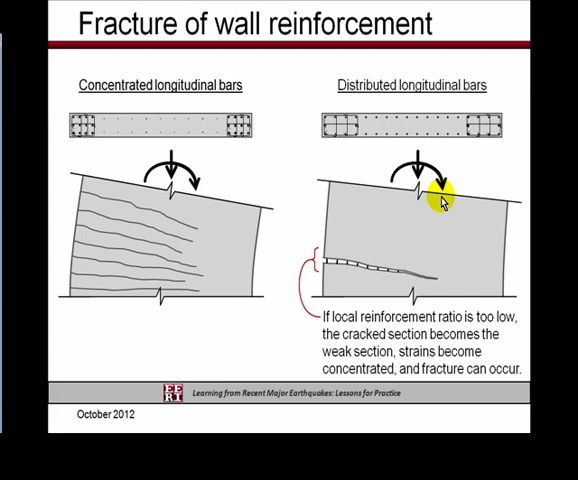 Fracture of wall reinforcement
Concentrated longitudinal bars
Distributed longitudinal bars
If local reinforcement ratio is too low,
the cracked section becomes the
weak section, strains become
concentrated, and fracture can occur.
EE
RI
Learning from Recent Major Earthquakes: Lessons for Practice
October 2012